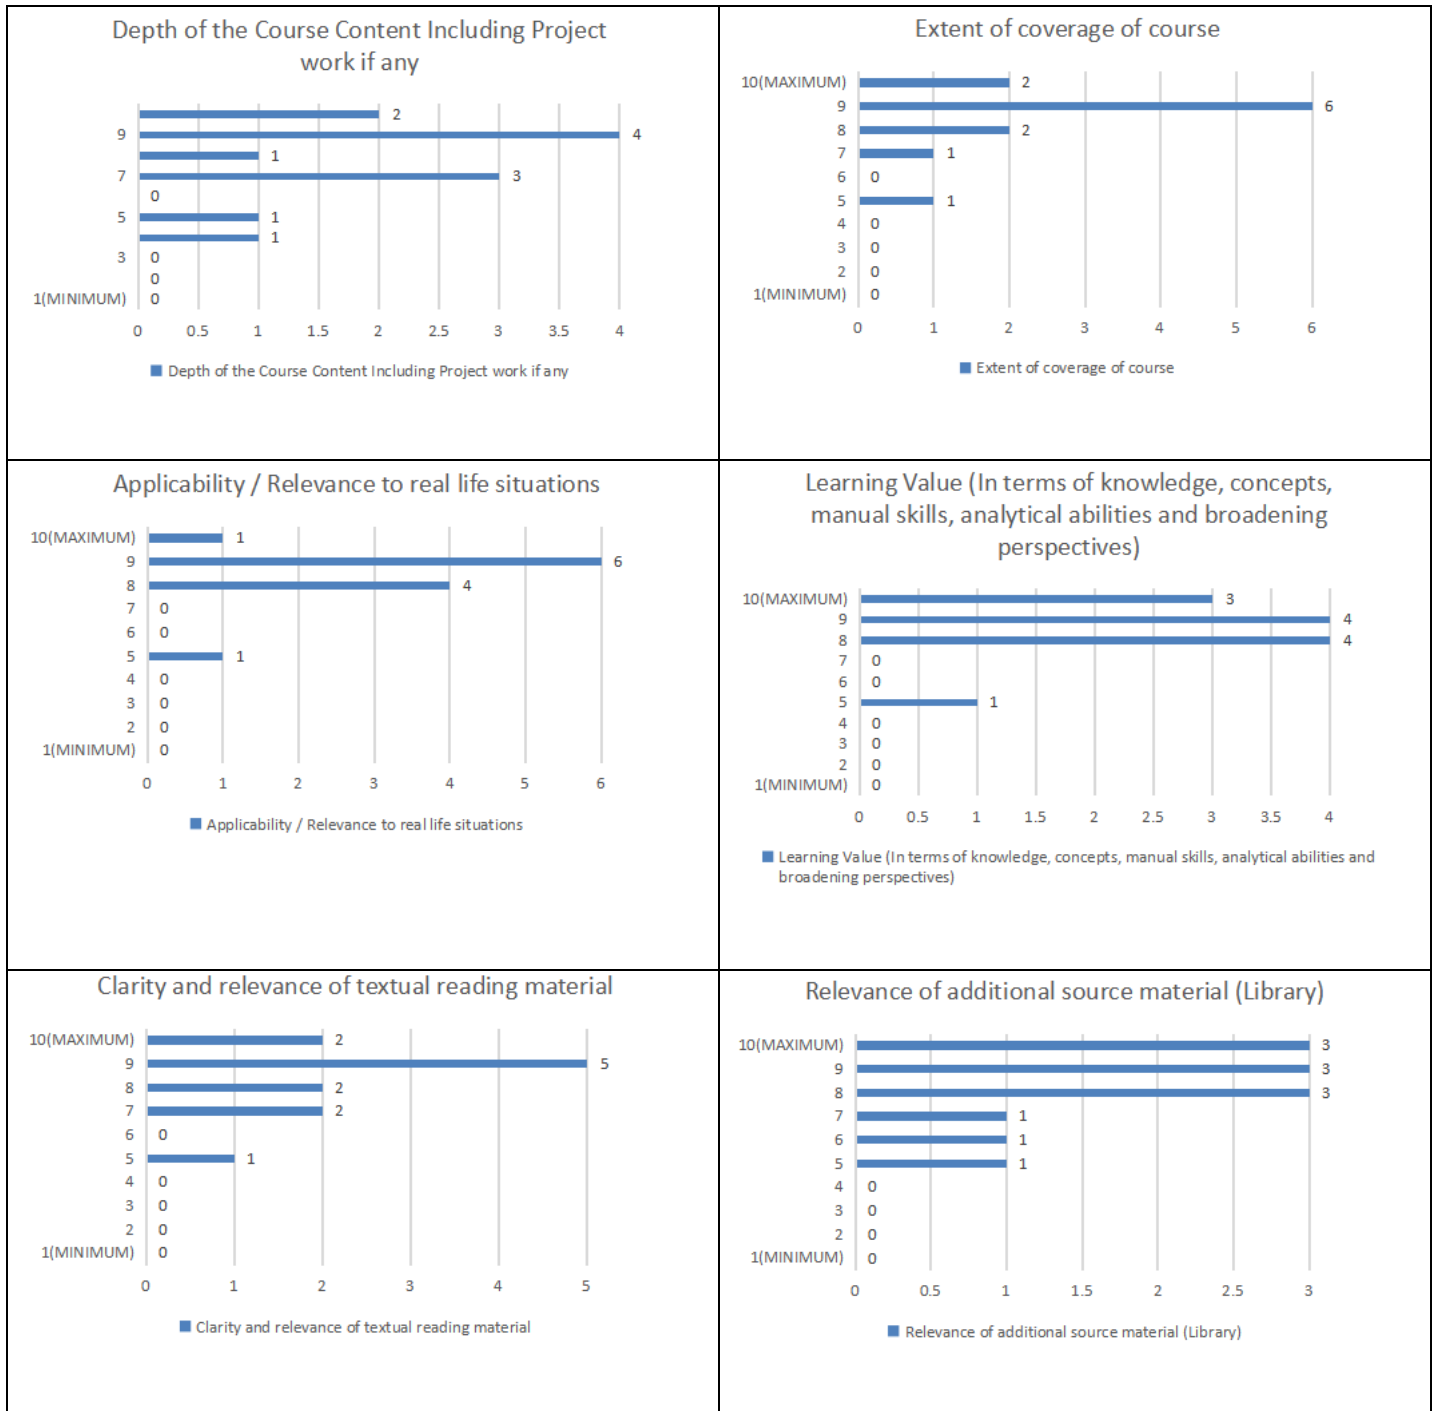 Depth of the Course Content Including Project
work if any
2
9 4
1
7 3
0
5 1
1
3 0
0
1(MINIMUM) 0
0 0.5 1 1.5 2 2.5 3 3.5 4
Depth of the Course Content Including Project work if any
Extent of coverage of course
10(MAXIMUM) 2
9 6
8 2
7 1
6 0
5 1
4 0
3 0
2 0
1(MINIMUM) 0
0 1 2 3 4 5 6
Extent of coverage of course
Applicability / Relevance to real life situations
10(MAXIMUM) 1
9 6
8 4
7 0
6 0
5 1
4 0
3 0
2 0
1(MINIMUM) 0
0 1 2 3 4 5 6
Applicability / Relevance to real life situations
Learning Value (In terms of knowledge, concepts,
manual skills, analytical abilities and broadening
perspectives)
10(MAXIMUM) 3
9 4
8 4
7 0
6 0
5 1
4 0
3 0
2 0
1(MINIMUM) 0
0 0.5 1 1.5 2 2.5 3 3.5 4
Learning Value (In terms of knowledge, concepts, manual skills, analytical abilities and
broadening perspectives)
Clarity and relevance of textual reading material
10(MAXIMUM) 2
9 5
8 2
7 2
6 0
5 1
4 0
3 0
2 0
1(MINIMUM) 0
0 1 2 3 4 5
Clarity and relevance of textual reading material
Relevance of additional source material (Library)
10(MAXIMUM) 3
9 3
8 3
7 1
6 1
5 1
4 0
3 0
2 0
1(MINIMUM) 0
0 0.5 1 1.5 2 2.5 3
Relevance of additional source material (Library)